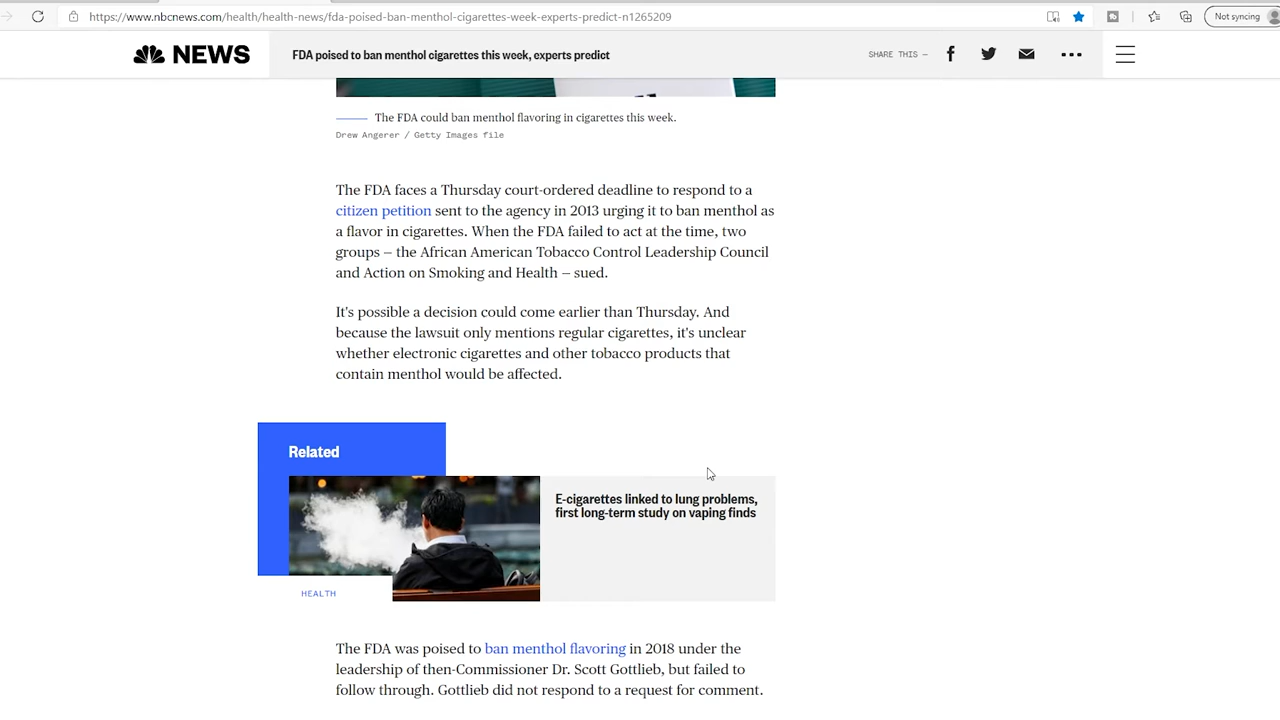 https://www.nbcnews.com/health/health-news/fda-poised-ban-menthol-cigarettes-week-experts-predict-n1265209
Not syncing
NEWS
FDA poised to ban menthol cigarettes this week, experts predict
SHARE THIS —
The FDA could ban menthol flavoring in cigarettes this week.
Drew Angerer / Getty Images file
The FDA faces a Thursday court-ordered deadline to respond to a
citizen petition sent to the agency in 2013 urging it to ban menthol as
a flavor in cigarettes. When the FDA failed to act at the time, two
groups — the African American Tobacco Control Leadership Council
and Action on Smoking and Health — sued.
It's possible a decision could come earlier than Thursday. And
because the lawsuit only mentions regular cigarettes, it's unclear
whether electronic cigarettes and other tobacco products that
contain menthol would be affected.
Related
E-cigarettes linked to lung problems,
first long-term study on vaping finds
HEALTH
The FDA was poised to ban menthol flavoring in 2018 under the
leadership of then-Commissioner Dr. Scott Gottlieb, but failed to
follow through. Gottlieb did not respond to a request for comment.